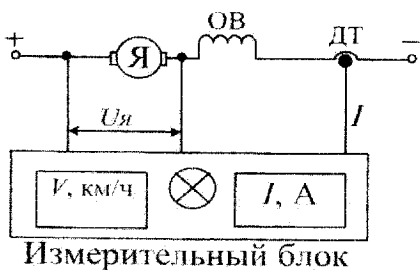 ОВ
ДТ
+
Я
−
Uя
I
V, км/ч
I, А
Измерительный блок